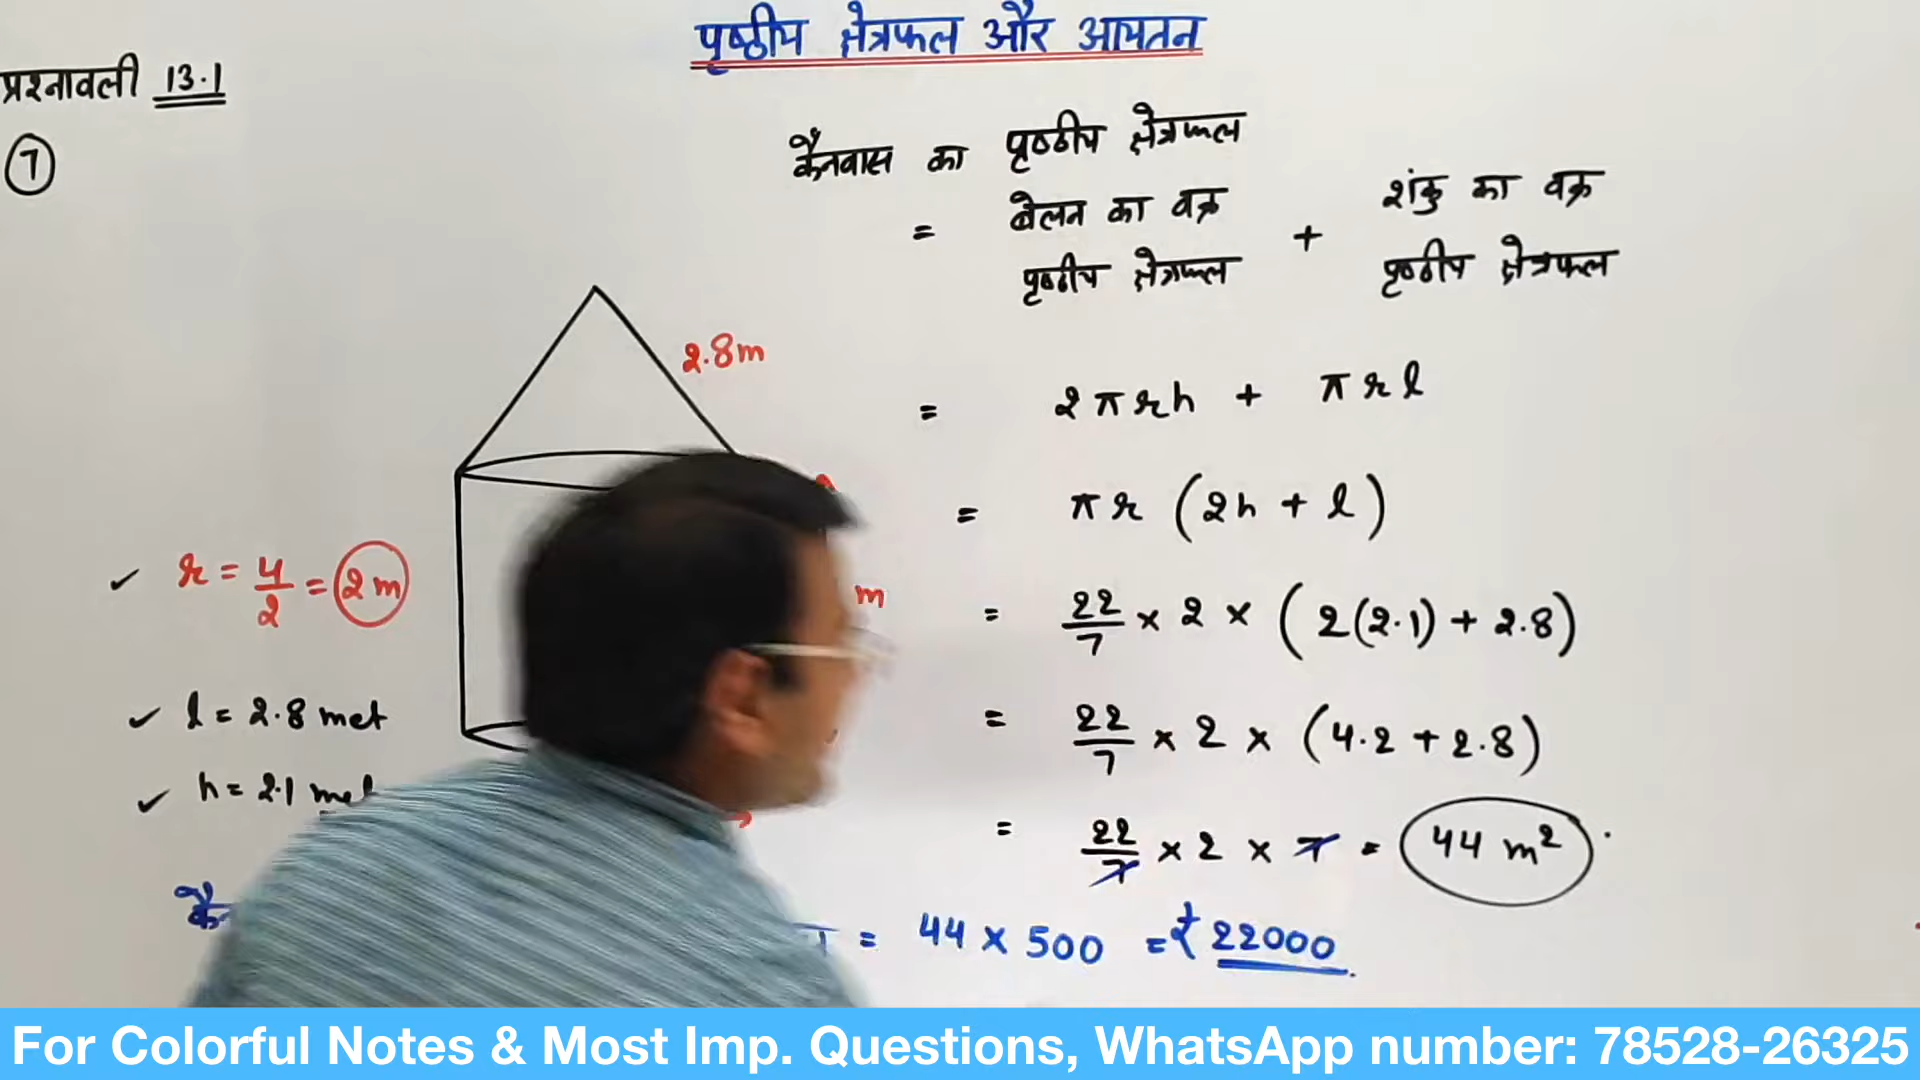 पृष्ठीय क्षेत्रफल और आयतन
प्रश्नावली 13.1
7
कैनवास का पृष्ठीय क्षेत्रफल
= बेलन का वक्र पृष्ठीय क्षेत्रफल + शंकु का वक्र पृष्ठीय क्षेत्रफल
2.8m
= 2πrh + πrl
= πr (2h + l)
m
r = 4/2 = 2m
= 22/7 × 2 × (2(2.1) + 2.8)
l = 2.8 met
= 22/7 × 2 × (4.2 + 2.8)
h = 2.1 met
= 22/7 × 2 × 7 = 44 m²
= 44 × 500 = ₹ 22000
For Colorful Notes & Most Imp. Questions, WhatsApp number: 78528-26325